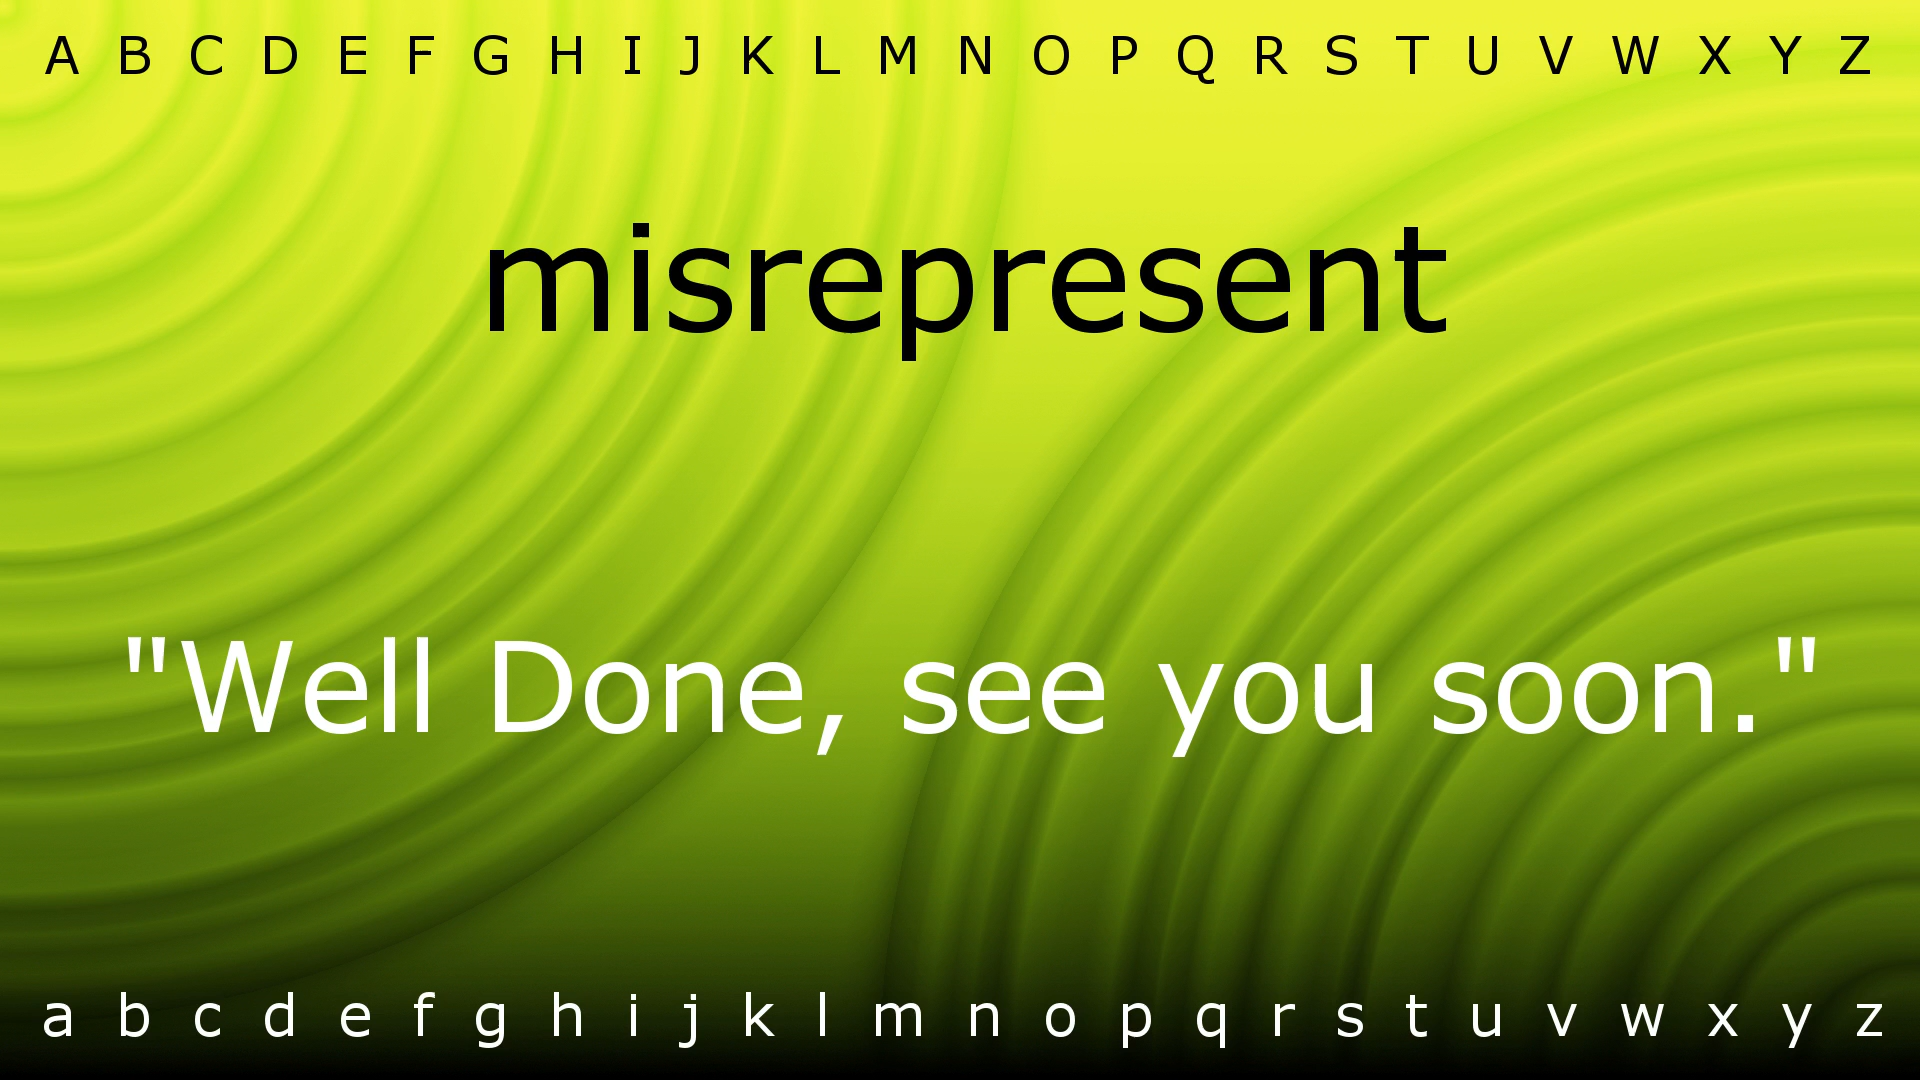 A B C D E F G H I J K L M N O P Q R S T U V W X Y Z
misrepresent
"Well Done, see you soon."
a b c d e f g h i j k l m n o p q r s t u v w x y z